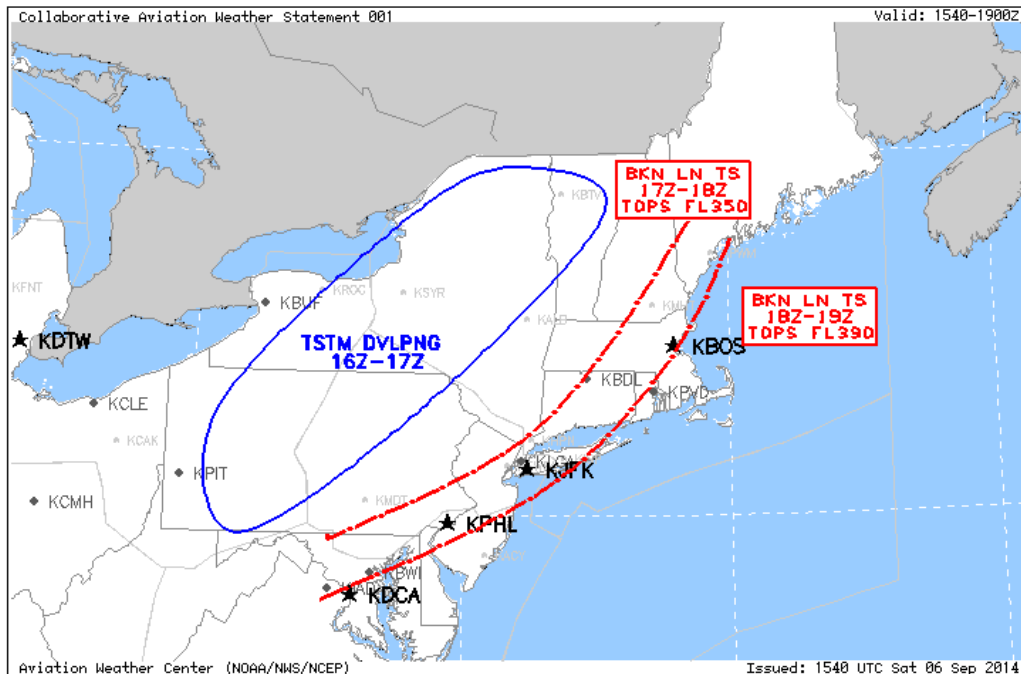 Collaborative Aviation Weather Statement 001
Valid: 1540-1900Z
BKN LN TS
17Z-18Z
TOPS FL350
KBTV
KFNT
KROC
KSYR
KBUF
BKN LN TS
18Z-19Z
TOPS FL390
KDTW
TSTM DVLPNG
16Z-17Z
KALB
KBOS
KBDL
KPVD
KCLE
KCAK
KPIT
KJFK
KCMH
KMDT
KPHL
KBWI
KDCA
Aviation Weather Center (NOAA/NWS/NCEP)
Issued: 1540 UTC Sat 06 Sep 2014